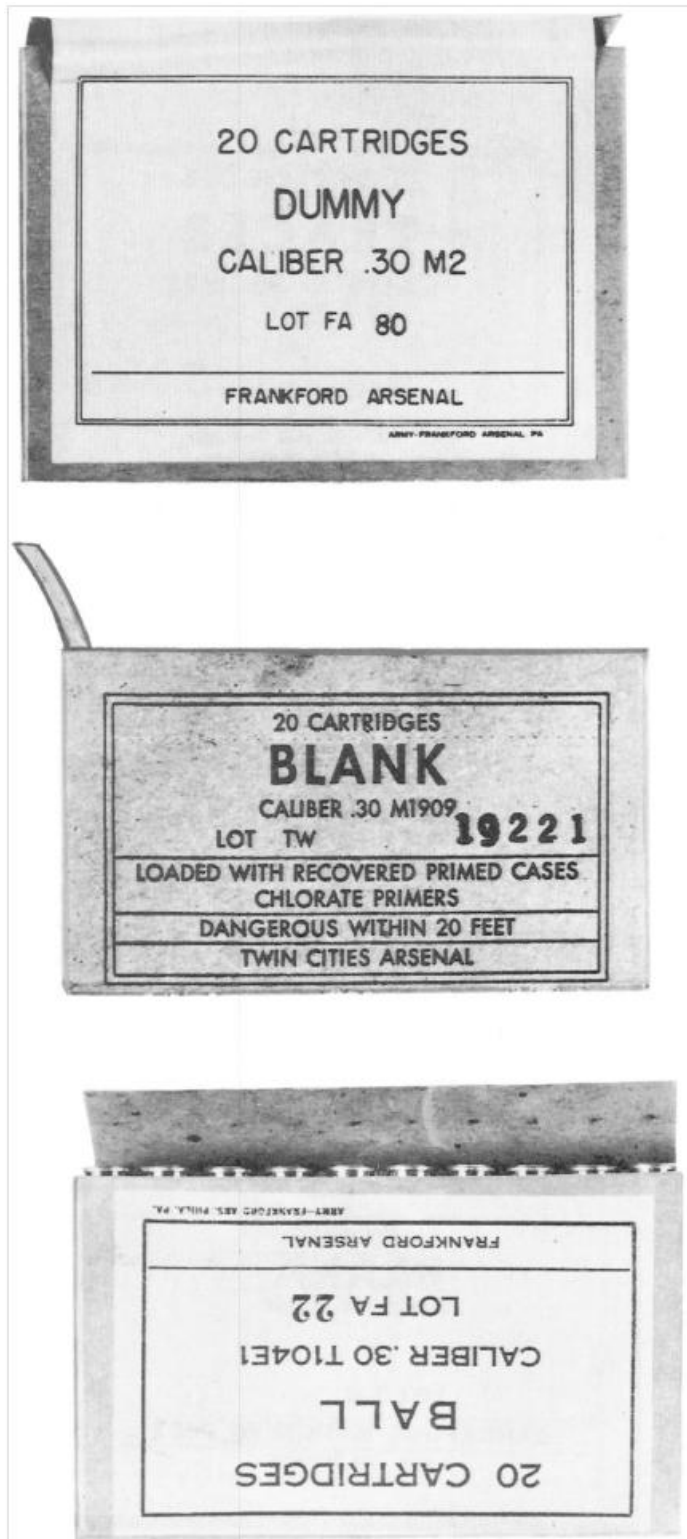 20 CARTRIDGES
DUMMY
CALIBER .30 M2
LOT FA 80
FRANKFORD ARSENAL
ARMY-FRANKFORD ARSENAL PA
20 CARTRIDGES
BLANK
CALIBER .30 M1909
LOT TW 19221
LOADED WITH RECOVERED PRIMED CASES
CHLORATE PRIMERS
DANGEROUS WITHIN 20 FEET
TWIN CITIES ARSENAL
20 CARTRIDGES
BALL
CALIBER .30 T104E1
LOT FA 22
FRANKFORD ARSENAL
ARMY-FRANKFORD ARS. PHILA. PA.